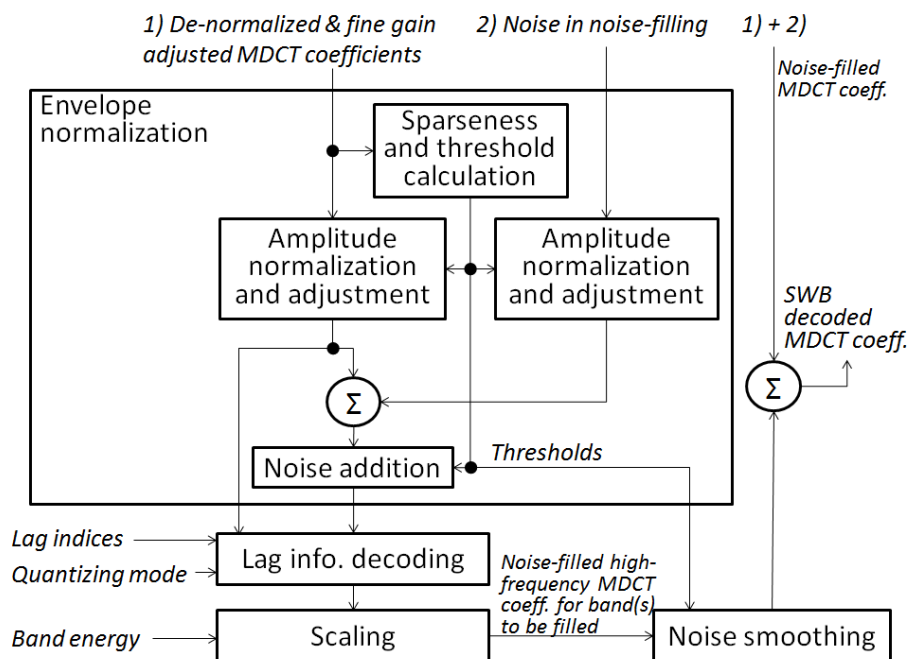 1) De-normalized & fine gain
adjusted MDCT coefficients
2) Noise in noise-filling
1) + 2)
Noise-filled
MDCT coeff.
Envelope
normalization
Sparseness
and threshold
calculation
Amplitude
normalization
and adjustment
Amplitude
normalization
and adjustment
SWB
decoded
MDCT coeff.
Σ
Σ
Noise addition
Thresholds
Lag indices
Quantizing mode
Lag info. decoding
Noise-filled high-
frequency MDCT
coeff. for band(s)
to be filled
Band energy
Scaling
Noise smoothing